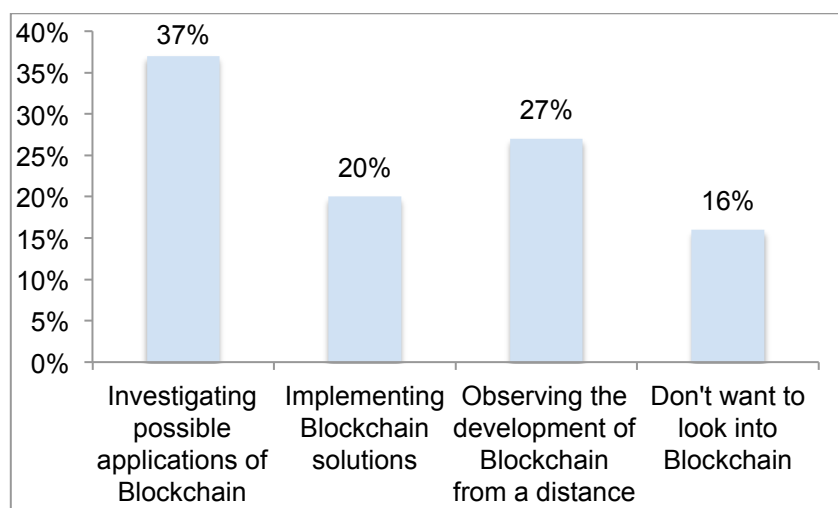 40%
35%
30%
25%
20%
15%
10%
5%
0%
37%
20%
27%
16%
Investigating
possible
applications of
Blockchain
Implementing
Blockchain
solutions
Observing the
development of
Blockchain
from a distance
Don't want to
look into
Blockchain